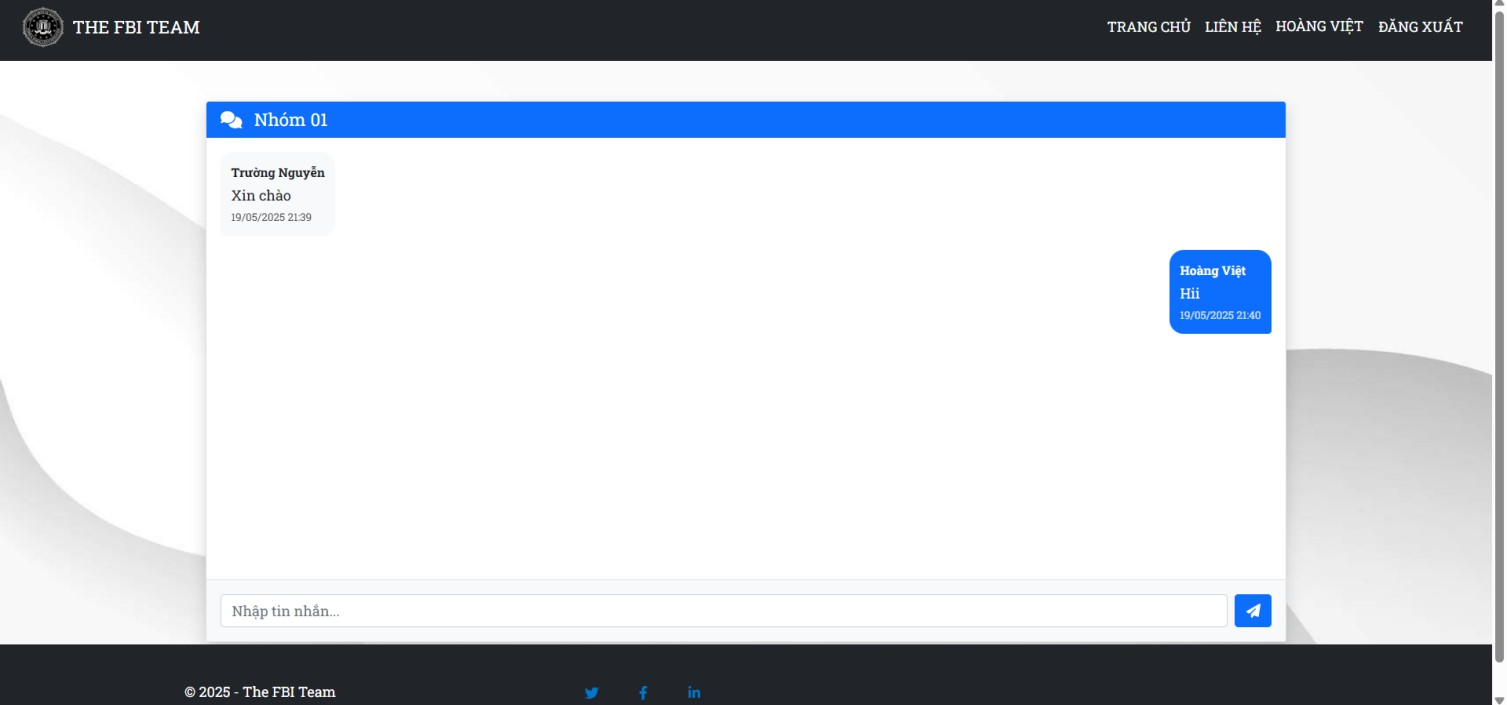 THE FBI TEAM
TRANG CHỦ LIÊN HỆ HOÀNG VIỆT ĐĂNG XUẤT
Nhóm 01
Trường Nguyễn
Xin chào
19/05/2025 21:39
Hoàng Việt
Hii
19/05/2025 21:40
Nhập tin nhắn...
© 2025 - The FBI Team